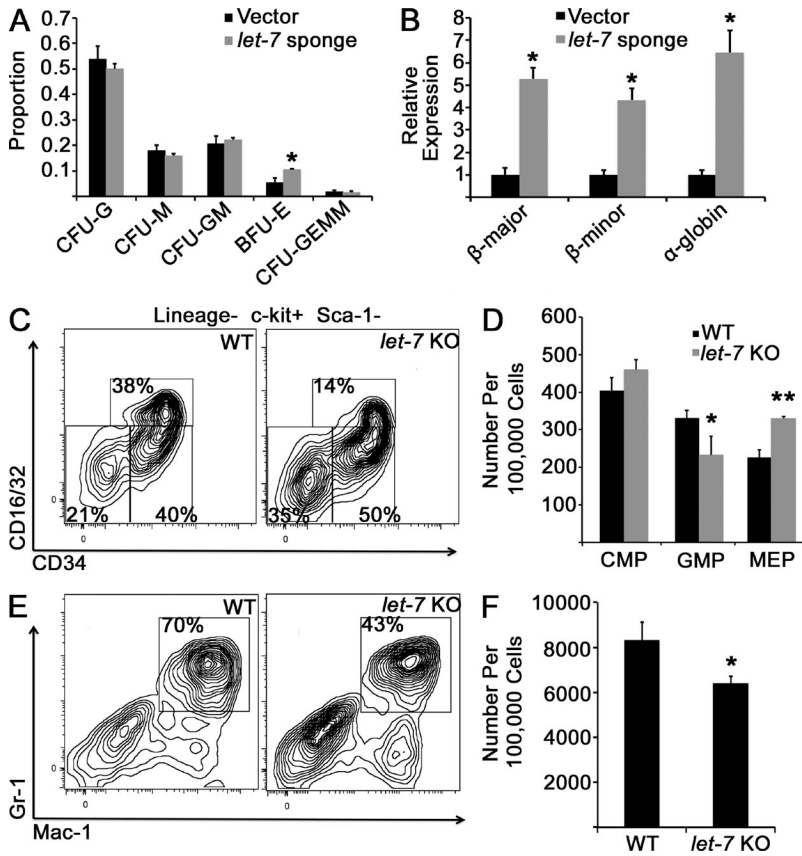 A
Vector
let-7 sponge
Proportion
0.7
0.6
0.5
0.4
0.3
0.2
0.1
*
CFU-G
CFU-M
CFU-GM
BFU-E
CFU-GEMM
B
Vector
let-7 sponge
Relative
Expression
8
7
6
5
4
3
2
1
*
*
*
β-major
β-minor
α-globin
C
Lineage- c-kit+ Sca-1-
WT
38%
21%
40%
0
0
let-7 KO
14%
35%
50%
0
CD16/32
CD34
D
WT
let-7 KO
Number Per
100,000 Cells
600
500
400
300
200
100
*
**
CMP
GMP
MEP
E
WT
70%
0
0
let-7 KO
43%
0
Gr-1
Mac-1
F
Number Per
100,000 Cells
10000
8000
6000
4000
2000
*
WT
let-7 KO